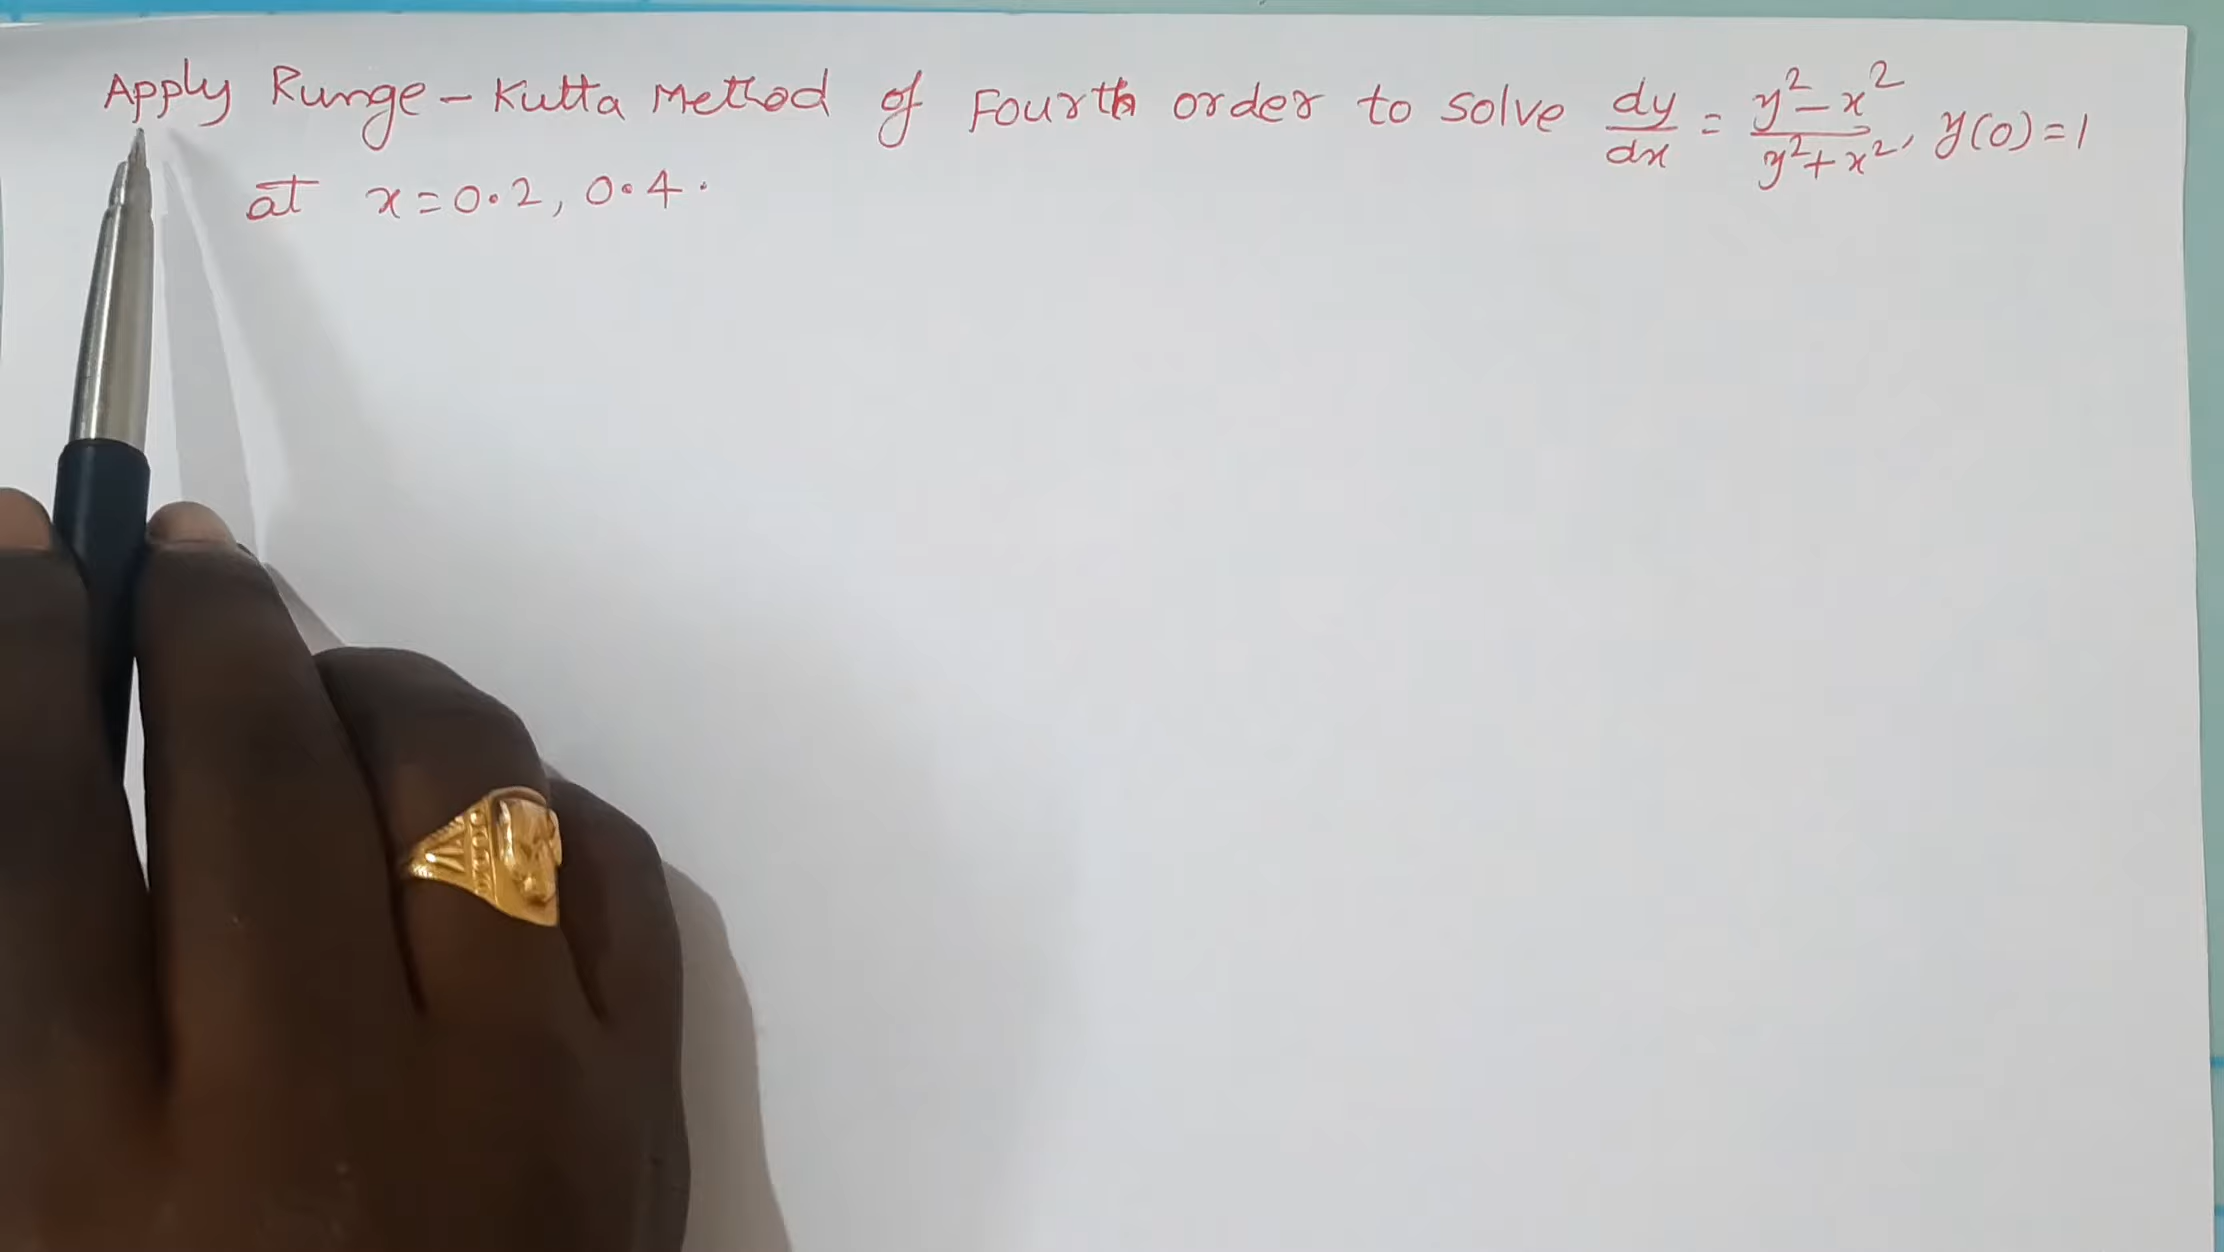 Apply Runge-Kutta Method of Fourth order to solve dy/dx = (y²-x²)/(y²+x²), y(0)=1
at x=0.2, 0.4.